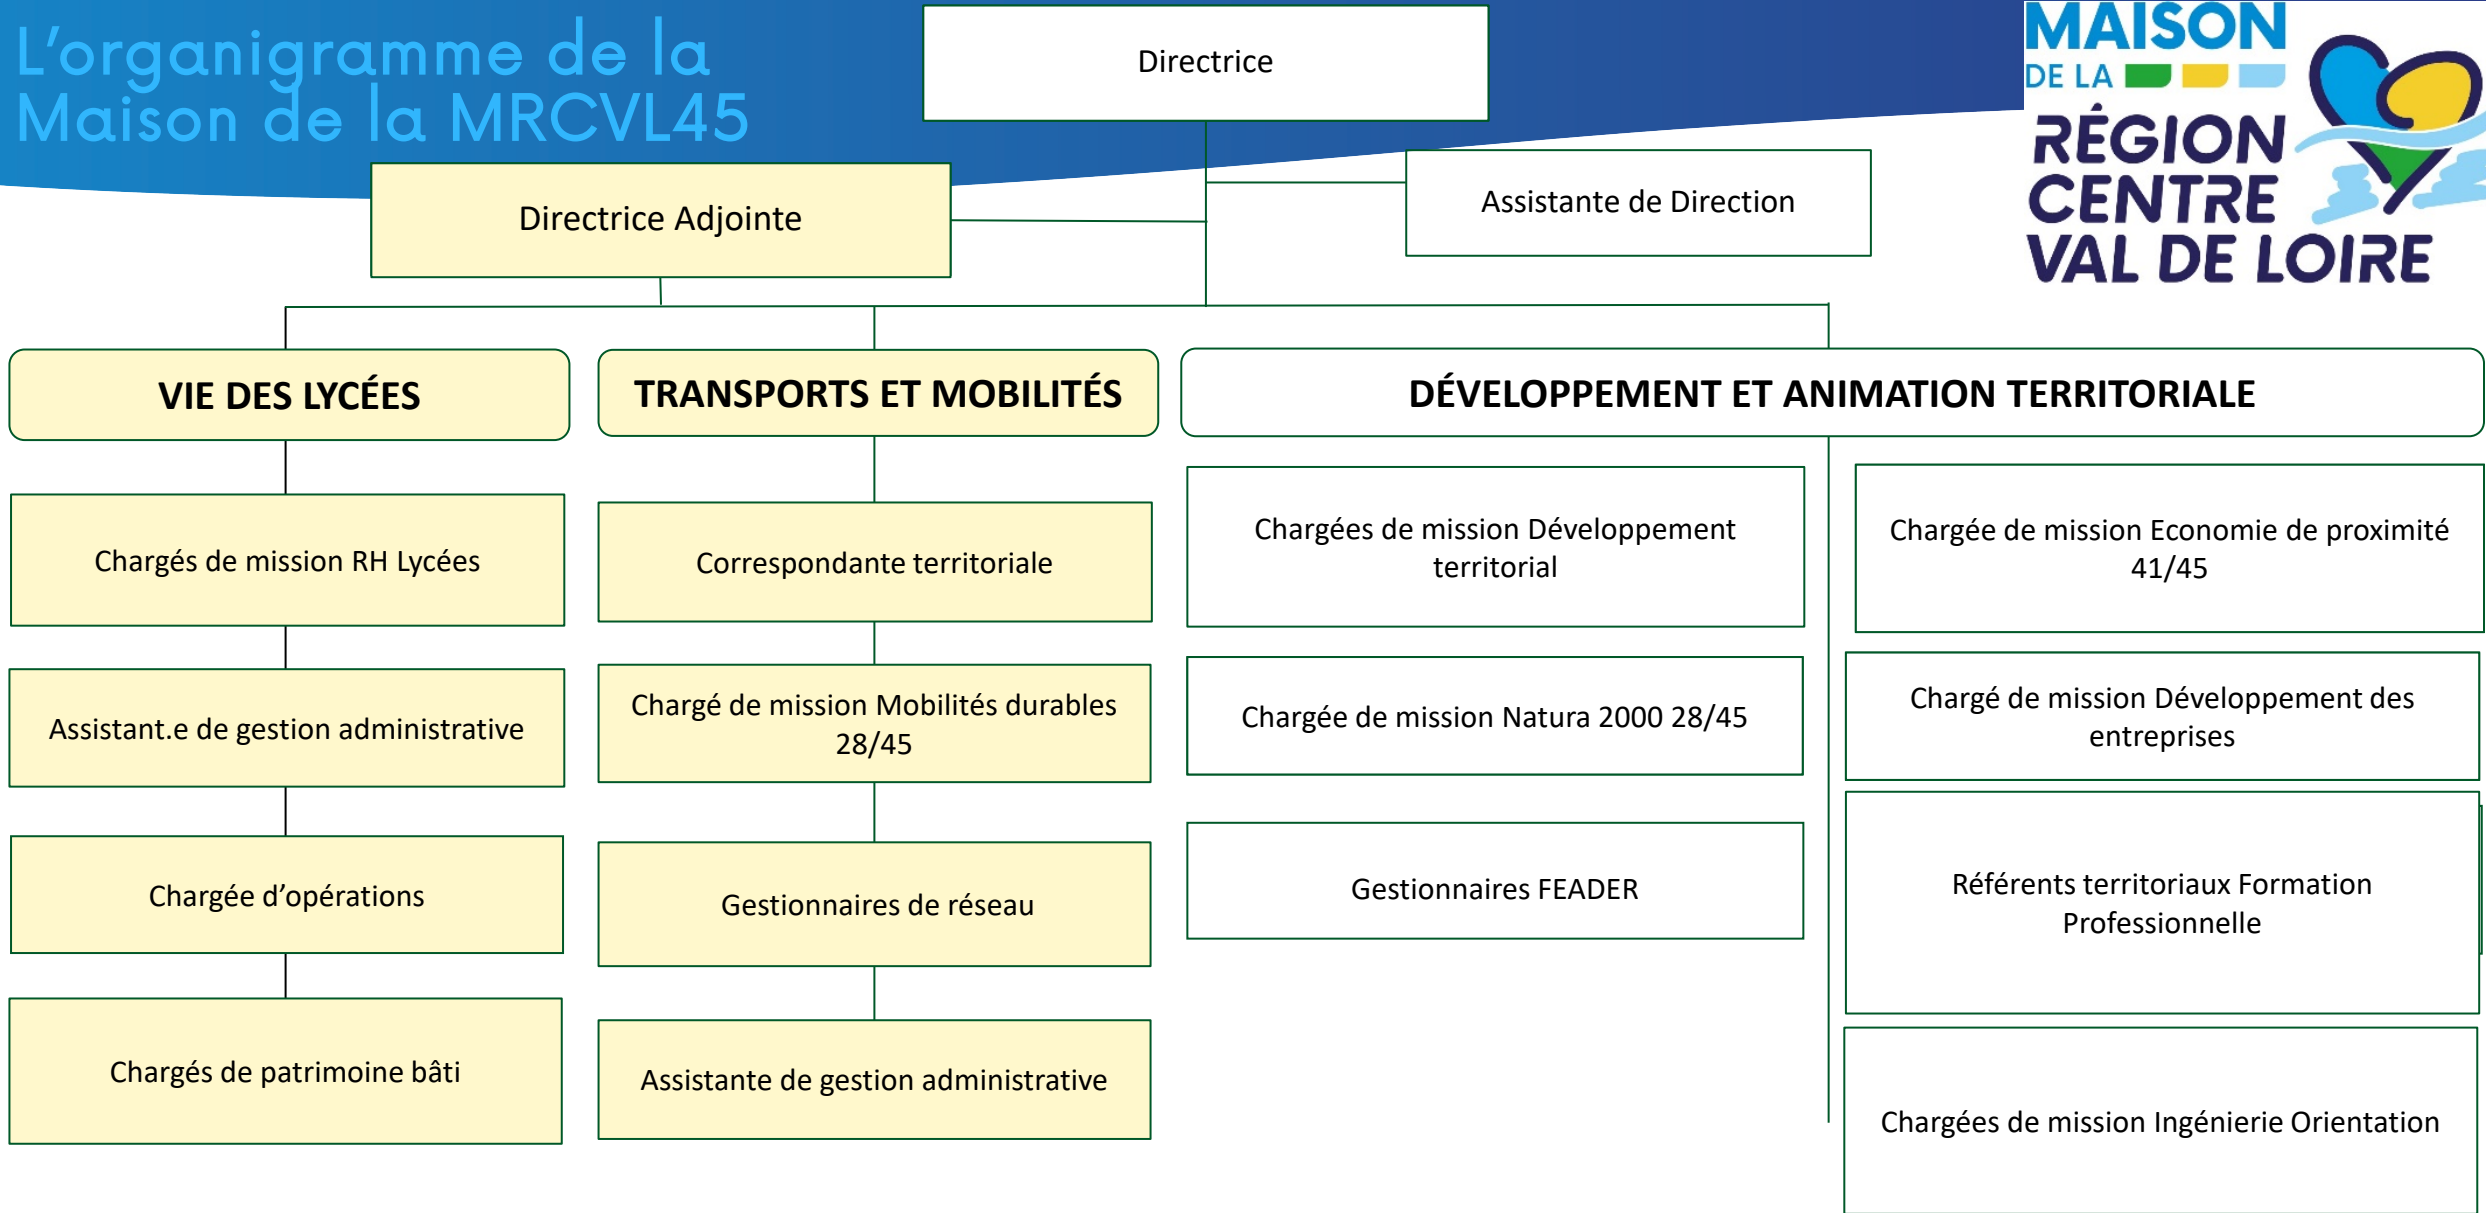 L'organigramme de la
Maison de la MRCVL45
Directrice
MAISON
DE LA
RÉGION
CENTRE
VAL DE LOIRE
Directrice Adjointe
Assistante de Direction
VIE DES LYCÉES
Chargés de mission RH Lycées
Assistant.e de gestion administrative
Chargée d’opérations
Chargés de patrimoine bâti
TRANSPORTS ET MOBILITÉS
Correspondante territoriale
Chargé de mission Mobilités durables
28/45
Gestionnaires de réseau
Assistante de gestion administrative
DÉVELOPPEMENT ET ANIMATION TERRITORIALE
Chargées de mission Développement
territorial
Chargée de mission Natura 2000 28/45
Gestionnaires FEADER
Chargée de mission Economie de proximité
41/45
Chargé de mission Développement des
entreprises
Référents territoriaux Formation
Professionnelle
Chargées de mission Ingénierie Orientation